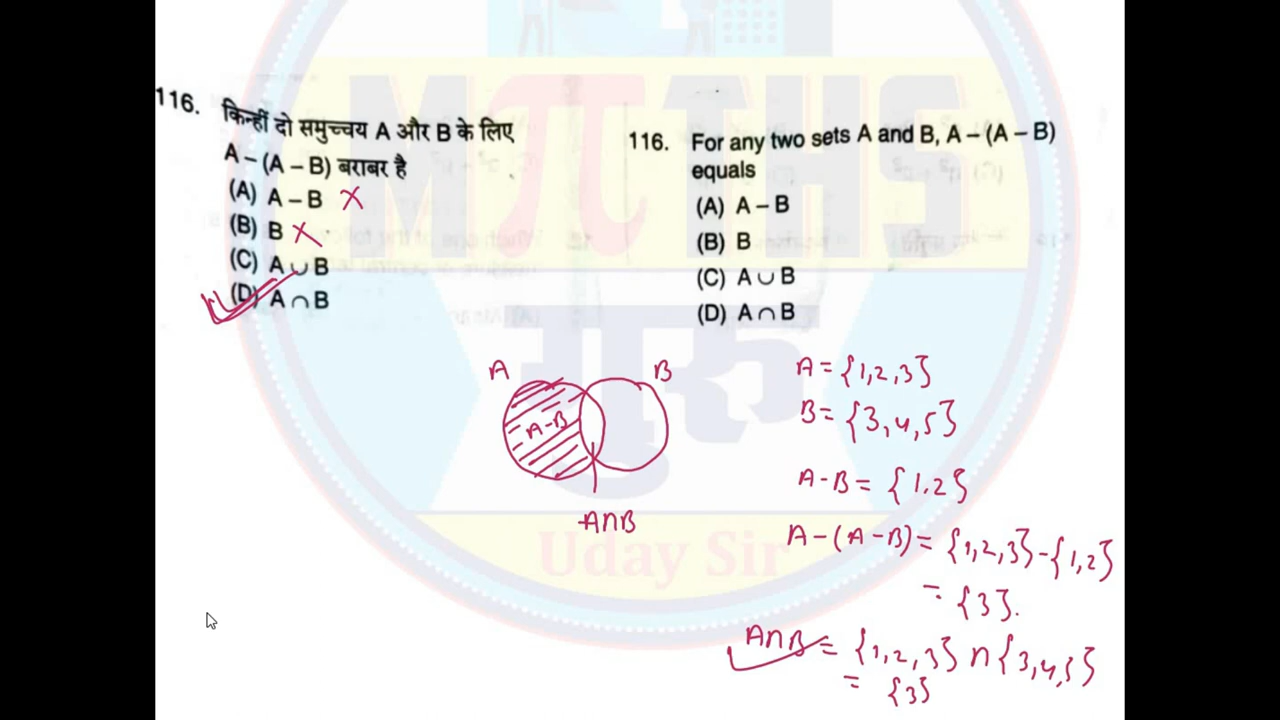 116. किन्हीं दो समुच्चय A और B के लिए
A – (A – B) बराबर है
(A) A – B ✗
(B) B ✗
(C) A ∪ B
(D) A ∩ B
116. For any two sets A and B, A – (A – B)
equals
(A) A – B
(B) B
(C) A ∪ B
(D) A ∩ B
A B
A-B
A∩B
A = {1,2,3}
B = {3,4,5}
A-B = {1,2}
A-(A-B) = {1,2,3}-{1,2}
= {3}.
A∩B = {1,2,3} ∩ {3,4,5}
= {3}
MATHS
गुरु
Uday Sir